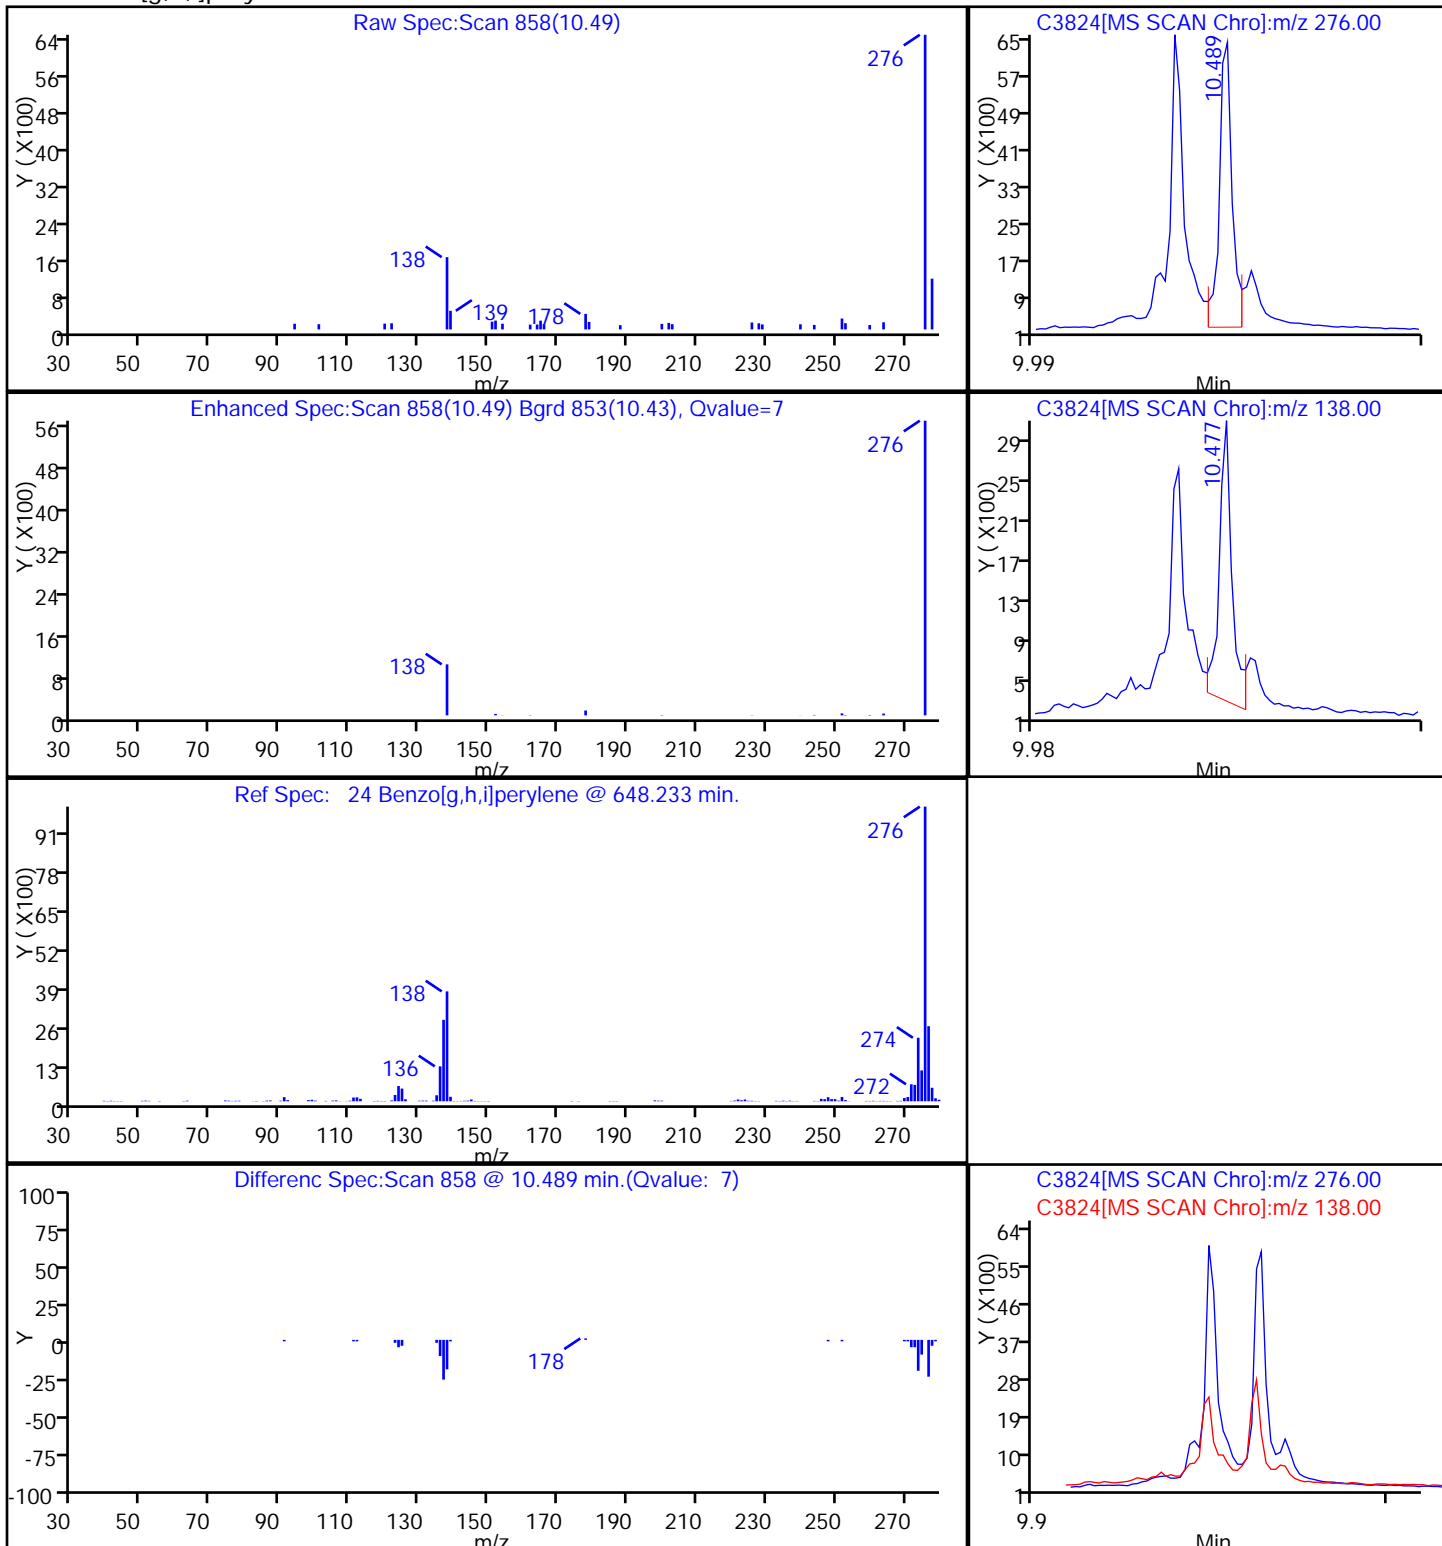 Raw Spec:Scan 858(10.49)
Y ( X100)
64
56
48
40
32
24
16
8
0
276
138
139
178
30 50 70 90 110 130 150 170 190 210 230 250 270
m/z
C3824[MS SCAN Chro]:m/z 276.00
Y ( X100)
65
57
49
41
33
25
17
9
1
10.489
9.99
Min
Enhanced Spec:Scan 858(10.49) Bgrd 853(10.43), Qvalue=7
Y ( X100)
56
48
40
32
24
16
8
0
276
138
30 50 70 90 110 130 150 170 190 210 230 250 270
m/z
C3824[MS SCAN Chro]:m/z 138.00
Y ( X100)
29
25
21
17
13
9
5
1
10.477
9.98
Min
Ref Spec: 24 Benzo[g,h,i]perylene @ 648.233 min.
Y ( X100)
91
78
65
52
39
26
13
0
276
138
136
274
272
30 50 70 90 110 130 150 170 190 210 230 250 270
m/z
Differenc Spec:Scan 858 @ 10.489 min.(Qvalue: 7)
Y
100
75
50
25
0
-25
-50
-75
-100
178
30 50 70 90 110 130 150 170 190 210 230 250 270
m/z
C3824[MS SCAN Chro]:m/z 276.00
C3824[MS SCAN Chro]:m/z 138.00
Y ( X100)
64
55
46
37
28
19
10
1
9.9
Min